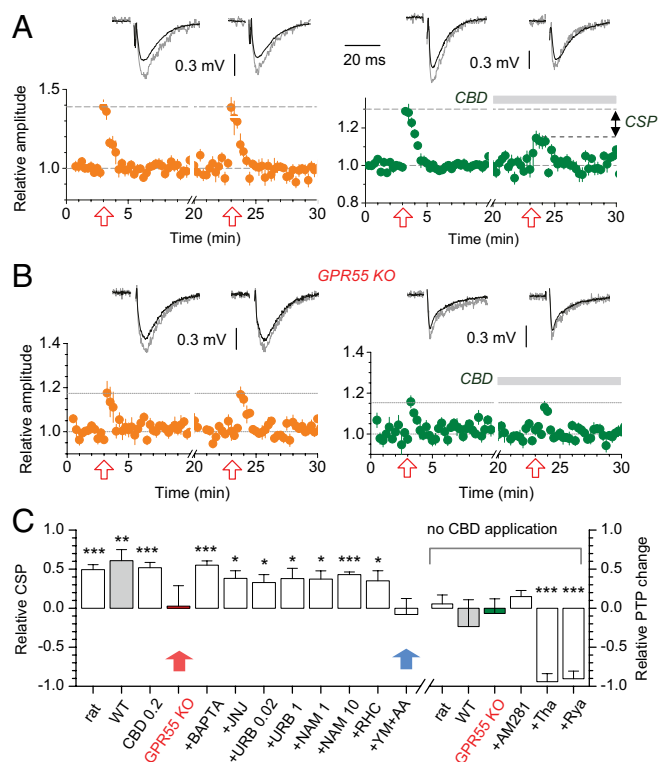 A
0.3 mV
20 ms
0.3 mV
Relative amplitude
1.5
1.0
0 5 20 25 30
Time (min)
CBD
CSP
1.2
1.0
0.8
0 5 20 25 30
Time (min)
B
GPR55 KO
0.3 mV
0.3 mV
Relative amplitude
1.4
1.2
1.0
0 5 20 25 30
Time (min)
CBD
1.4
1.2
1.0
0 5 20 25 30
Time (min)
C
Relative CSP
1.0
0.5
0.0
-0.5
-1.0
*** ** *** *** * * * * *** *
no CBD application
*** ***
1.0
0.5
0.0
-0.5
-1.0
Relative PTP change
rat
WT
CBD 0.2
GPR55 KO
+BAPTA
+JNJ
+URB 0.02
+URB 1
+NAM 1
+NAM 10
+RHC
+YM+AA
rat
WT
GPR55 KO
+AM281
+Tha
+Rya